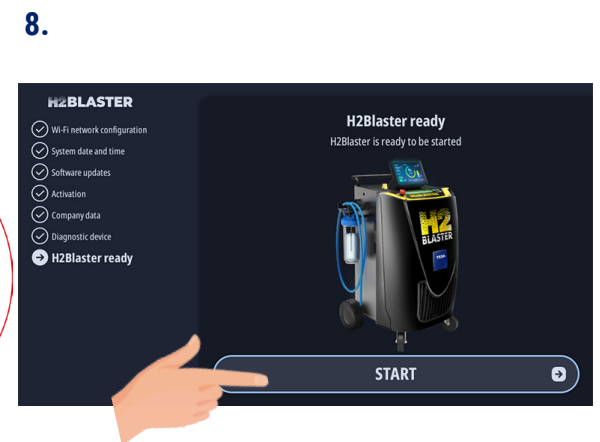 8.
H2BLASTER
Wi-Fi network configuration
System date and time
Software updates
Activation
Company data
Diagnostic device
H2Blaster ready
H2Blaster ready
H2Blaster is ready to be started
H2
BLASTER
START